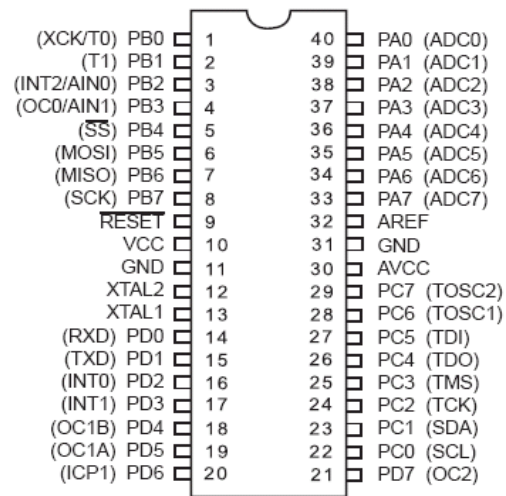 (XCK/T0) PB0 1 40 PA0 (ADC0)
(T1) PB1 2 39 PA1 (ADC1)
(INT2/AIN0) PB2 3 38 PA2 (ADC2)
(OC0/AIN1) PB3 4 37 PA3 (ADC3)
(S̅S̅) PB4 5 36 PA4 (ADC4)
(MOSI) PB5 6 35 PA5 (ADC5)
(MISO) PB6 7 34 PA6 (ADC6)
(SCK) PB7 8 33 PA7 (ADC7)
R̅E̅S̅E̅T̅ 9 32 AREF
VCC 10 31 GND
GND 11 30 AVCC
XTAL2 12 29 PC7 (TOSC2)
XTAL1 13 28 PC6 (TOSC1)
(RXD) PD0 14 27 PC5 (TDI)
(TXD) PD1 15 26 PC4 (TDO)
(INT0) PD2 16 25 PC3 (TMS)
(INT1) PD3 17 24 PC2 (TCK)
(OC1B) PD4 18 23 PC1 (SDA)
(OC1A) PD5 19 22 PC0 (SCL)
(ICP1) PD6 20 21 PD7 (OC2)